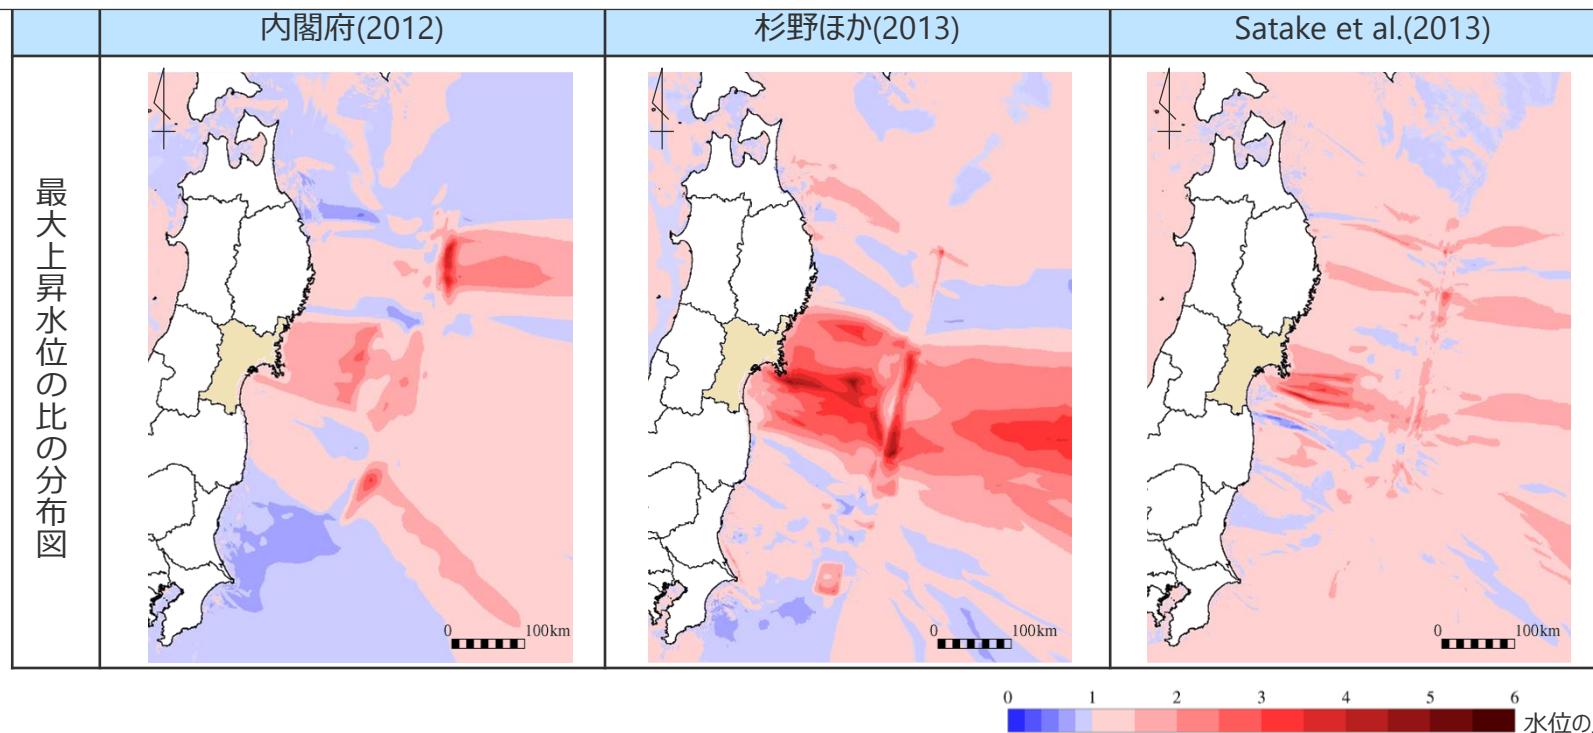 内閣府(2012)
杉野ほか(2013)
Satake et al.(2013)
最大上昇水位の比の分布図
0 100km
0 100km
0 100km
0 1 2 3 4 5 6
水位の